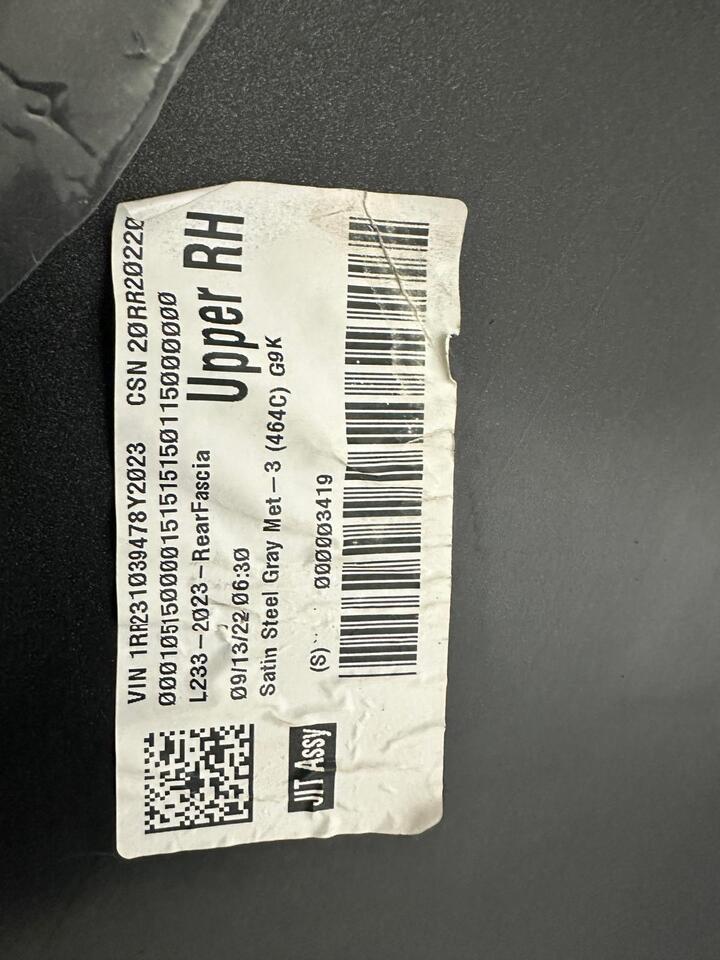 VIN 1RR231039478Y2023 CSN 20RR20220
000105150000151515150115000000
L233-2023-RearFascia Upper RH
09/13/22 06:30
Satin Steel Gray Met-3 (464C) G9K
(S) 000003419
JIT Assy